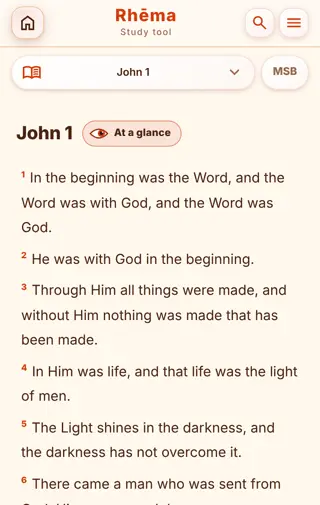 Rhēma
Study tool
John 1
MSB
John 1
At a glance
1 In the beginning was the Word, and the
Word was with God, and the Word was
God.
2 He was with God in the beginning.
3 Through Him all things were made, and
without Him nothing was made that has
been made.
4 In Him was life, and that life was the light
of men.
5 The Light shines in the darkness, and
the darkness has not overcome it.
6 There came a man who was sent from